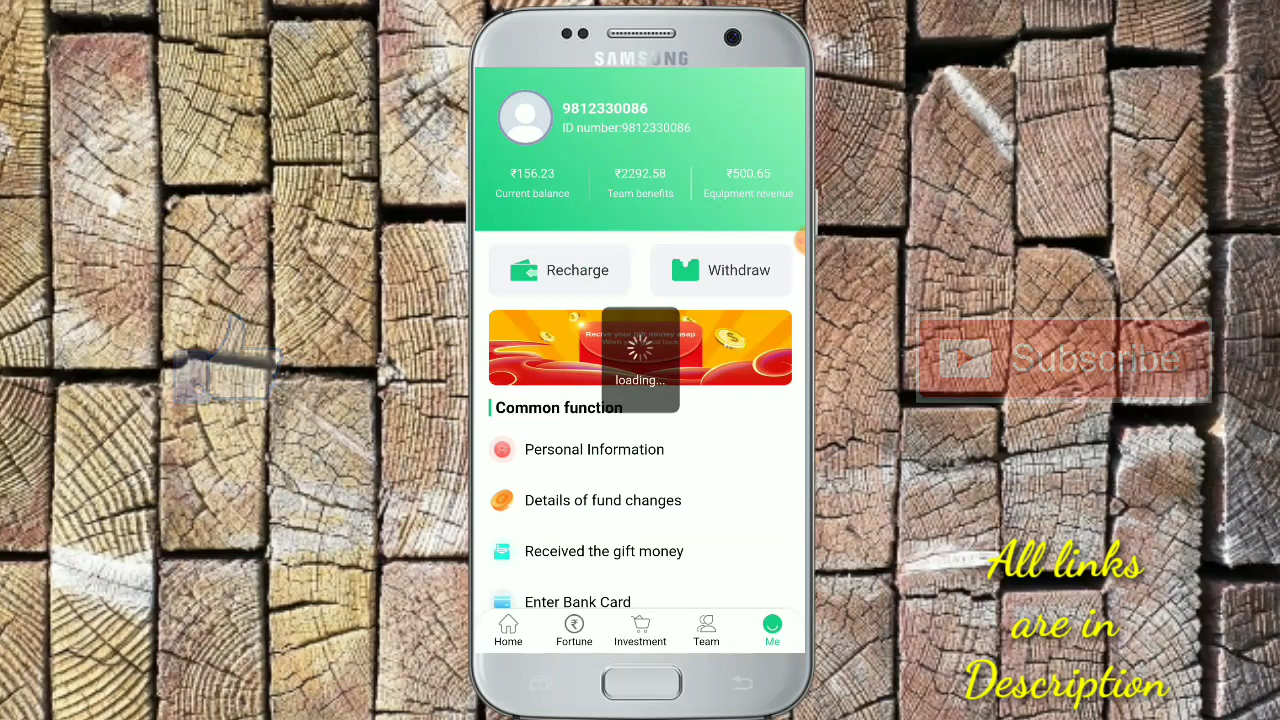 SAMSUNG
9812330086
ID number:9812330086
₹156.23
₹2292.58
₹500.65
Current balance
Team benefits
Equipment revenue
Recharge
Withdraw
loading...
Common function
Personal Information
Details of fund changes
Received the gift money
Enter Bank Card
Home
Fortune
Investment
Team
Me
Subscribe
All links
are in
Description